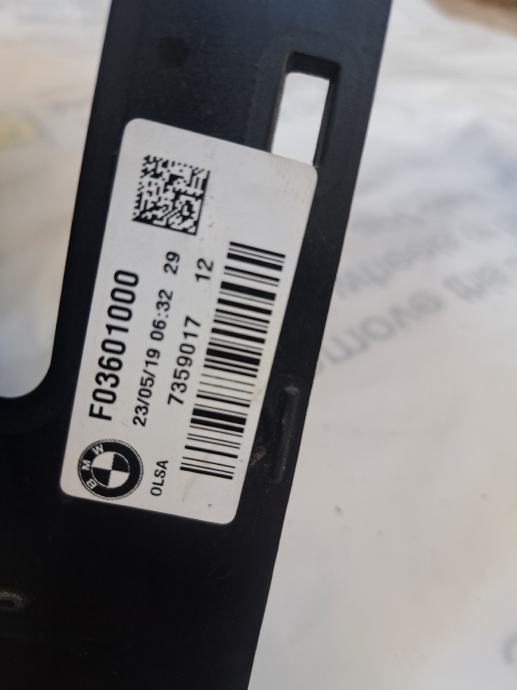 F03601000
23/05/19 06:32 29
7359017 12
BMW
OLSA